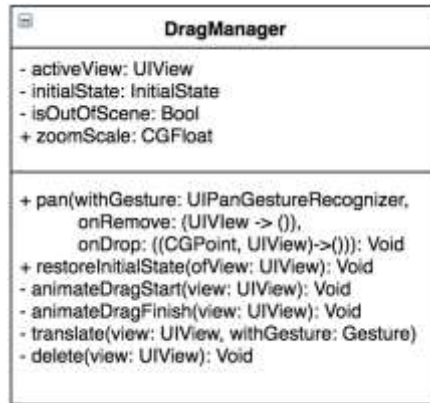 DragManager
- activeView: UIView
- initialState: InitialState
- isOutOfScene: Bool
+ zoomScale: CGFloat
+ pan(withGesture: UIPanGestureRecognizer,
onRemove: (UIView -> ()),
onDrop: ((CGPoint, UIView)->())): Void
+ restoreInitialState(ofView: UIView): Void
- animateDragStart(view: UIView): Void
- animateDragFinish(view: UIView): Void
- translate(view: UIView, withGesture: Gesture)
- delete(view: UIView): Void